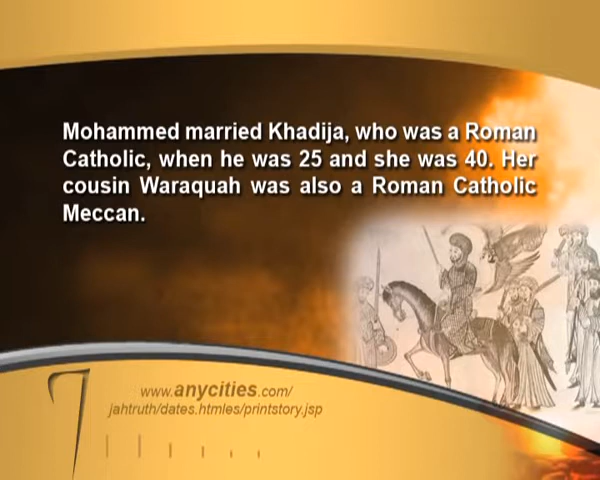 Mohammed married Khadija, who was a Roman
Catholic, when he was 25 and she was 40. Her
cousin Waraquah was also a Roman Catholic
Meccan.
www.anycities.com/
jahtruth/dates.htmles/printstory.jsp